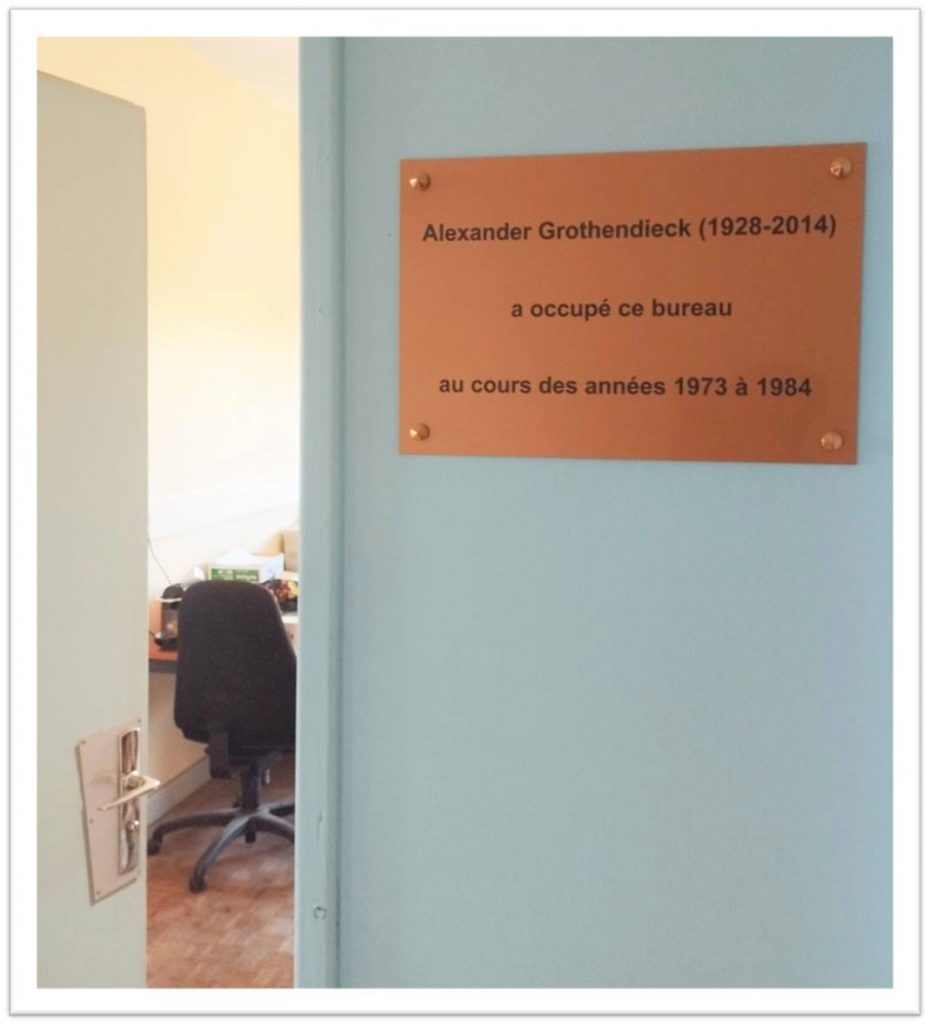 Alexander Grothendieck (1928-2014)
a occupé ce bureau
au cours des années 1973 à 1984